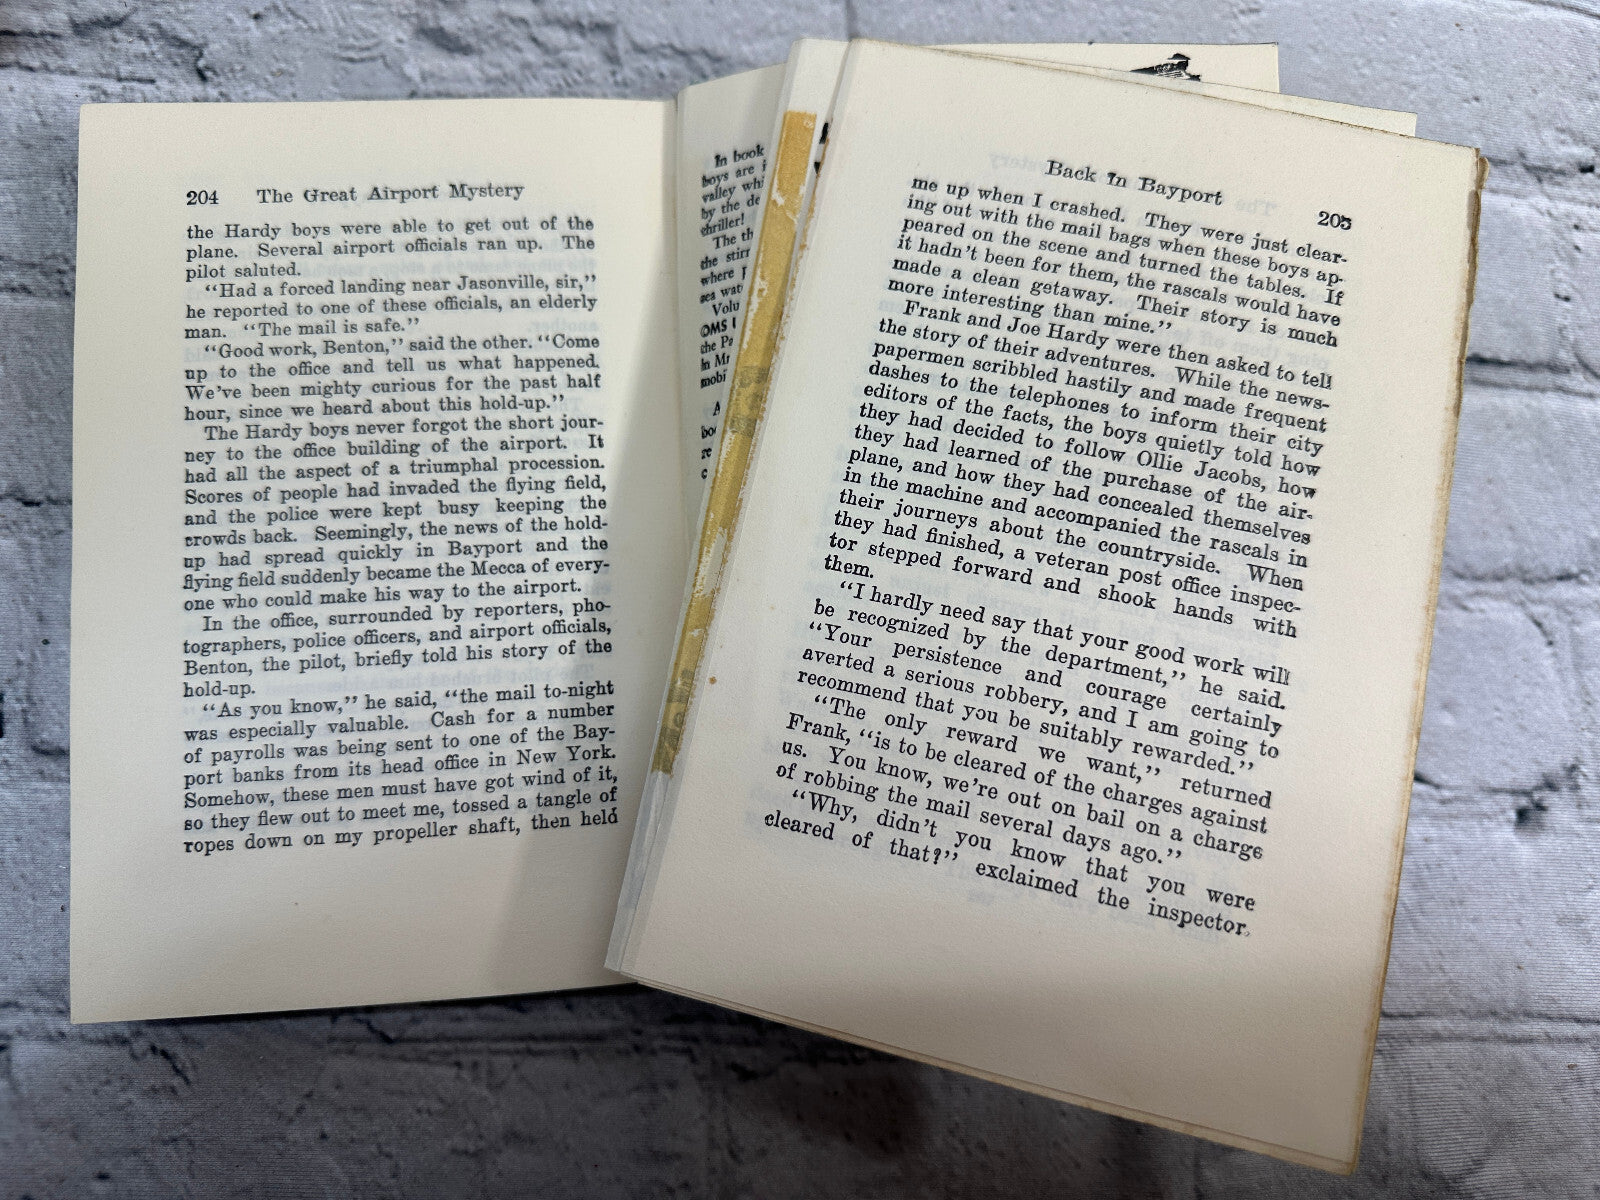 204 The Great Airport Mystery
the Hardy boys were able to get out of the
plane. Several airport officials ran up. The
pilot saluted.
“Had a forced landing near Jasonville, sir,”
he reported to one of these officials, an elderly
man. “The mail is safe.”
“Good work, Benton,” said the other. “Come
up to the office and tell us what happened.
We’ve been mighty curious for the past half
hour, since we heard about this hold-up.”
The Hardy boys never forgot the short jour-
ney to the office building of the airport. It
had all the aspect of a triumphal procession.
Scores of people had invaded the flying field,
and the police were kept busy keeping the
crowds back. Seemingly, the news of the hold-
up had spread quickly in Bayport and the
flying field suddenly became the Mecca of every-
one who could make his way to the airport.
In the office, surrounded by reporters, pho-
tographers, police officers, and airport officials,
Benton, the pilot, briefly told his story of the
hold-up.
“As you know,” he said, “the mail to-night
was especially valuable. Cash for a number
of payrolls was being sent to one of the Bay-
port banks from its head office in New York.
Somehow, these men must have got wind of it,
so they flew out to meet me, tossed a tangle of
ropes down on my propeller shaft, then held
In book
boys are
valley
by the
thriller!
The
the
where
sea
OMS
the
In
Back In Bayport 205
me up when I crashed. They were just clear-
ing out with the mail bags when these boys ap-
peared on the scene and turned the tables. If
it hadn’t been for them, the rascals would have
made a clean getaway. Their story is much
more interesting than mine.”
Frank and Joe Hardy were then asked to tell
the story of their adventures. While the news-
papermen scribbled hastily and made frequent
dashes to the telephones to inform their city
editors of the facts, the boys quietly told how
they had decided to follow Ollie Jacobs, how
they had learned of the purchase of the air-
plane, and how they had concealed themselves
in the machine and accompanied the rascals in
their journeys about the countryside. When
they had finished, a veteran post office inspec-
tor stepped forward and shook hands with
them.
“I hardly need say that your good work will
be recognized by the department,” he said.
“Your persistence and courage certainly
averted a serious robbery, and I am going to
recommend that you be suitably rewarded.”
“The only reward we want,” returned
Frank, “is to be cleared of the charges against
us. You know, we’re out on bail on a charge
of robbing the mail several days ago.”
“Why, didn’t you know that you were
cleared of that?” exclaimed the inspector.